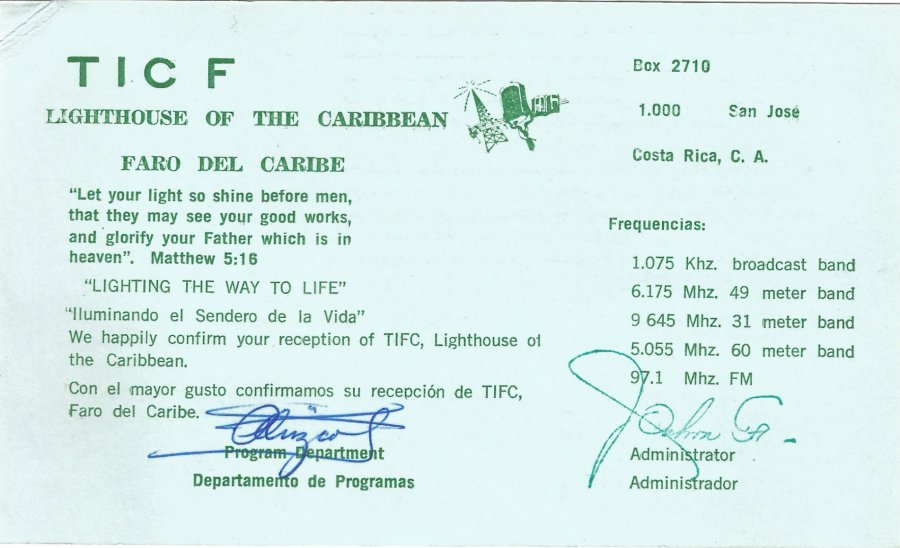 TICF
LIGHTHOUSE OF THE CARIBBEAN
FARO DEL CARIBE
"Let your light so shine before men,
that they may see your good works,
and glorify your Father which is in
heaven". Matthew 5:16
"LIGHTING THE WAY TO LIFE"
"Iluminando el Sendero de la Vida"
We happily confirm your reception of TIFC, Lighthouse of
the Caribbean.
Con el mayor gusto confirmamos su recepción de TIFC,
Faro del Caribe.
Program Department
Departamento de Programas
Box 2710
1.000 San José
Costa Rica, C. A.
Frequencias:
1.075 Khz. broadcast band
6.175 Mhz. 49 meter band
9 645 Mhz. 31 meter band
5.055 Mhz. 60 meter band
97.1 Mhz. FM
Administrator
Administrador